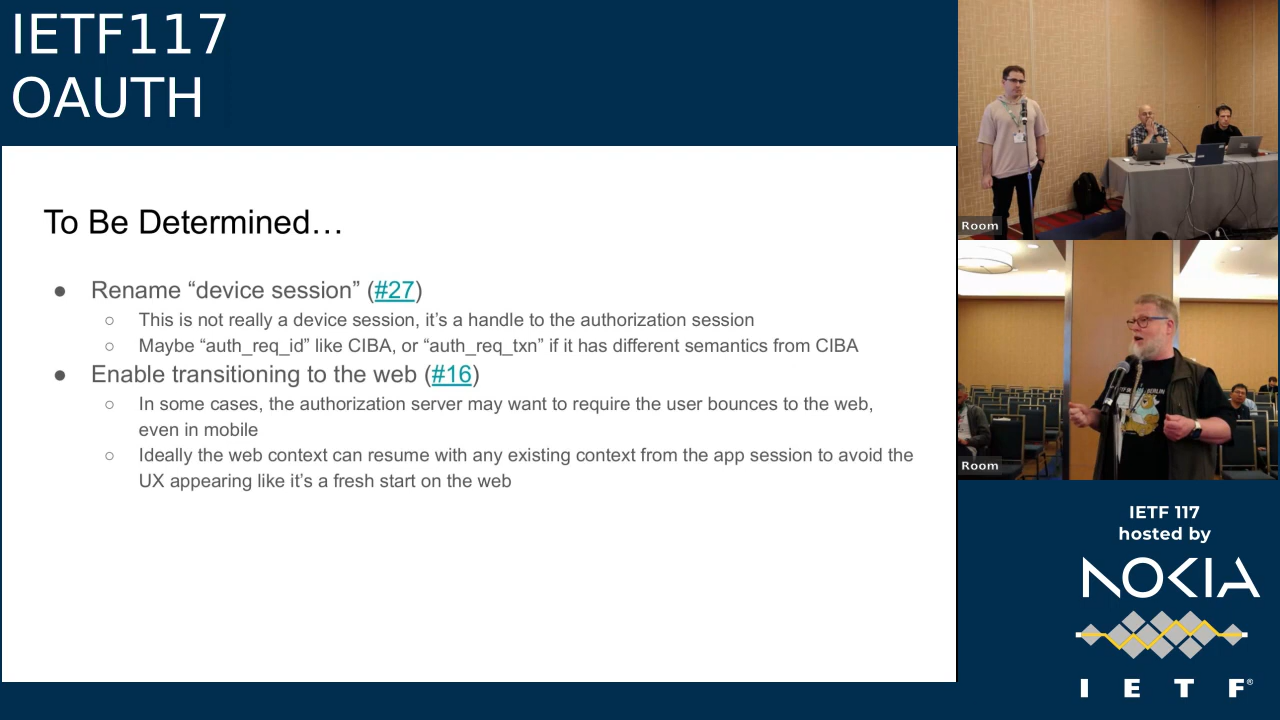 IETF117
OAUTH
To Be Determined…
● Rename “device session” (#27)
○ This is not really a device session, it’s a handle to the authorization session
○ Maybe “auth_req_id” like CIBA, or “auth_req_txn” if it has different semantics from CIBA
● Enable transitioning to the web (#16)
○ In some cases, the authorization server may want to require the user bounces to the web,
even in mobile
○ Ideally the web context can resume with any existing context from the app session to avoid the
UX appearing like it’s a fresh start on the web
Room
Room
IETF 117
hosted by
NOKIA
I E T F®